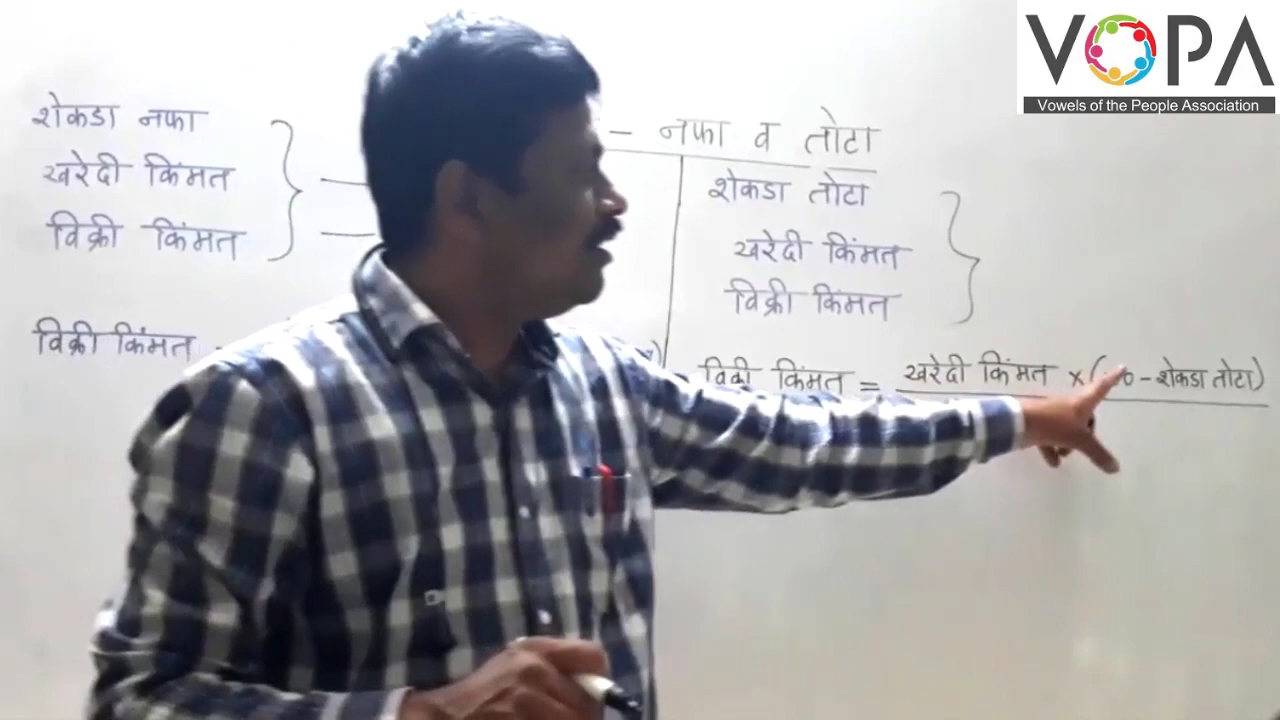 VOPA
Vowels of the People Association
– नफा व तोटा
शेकडा नफा
खरेदी किंमत
विक्री किंमत
विक्री किंमत
शेकडा तोटा
खरेदी किंमत
विक्री किंमत
विक्री किंमत = खरेदी किंमत × ( – शेकडा तोटा)